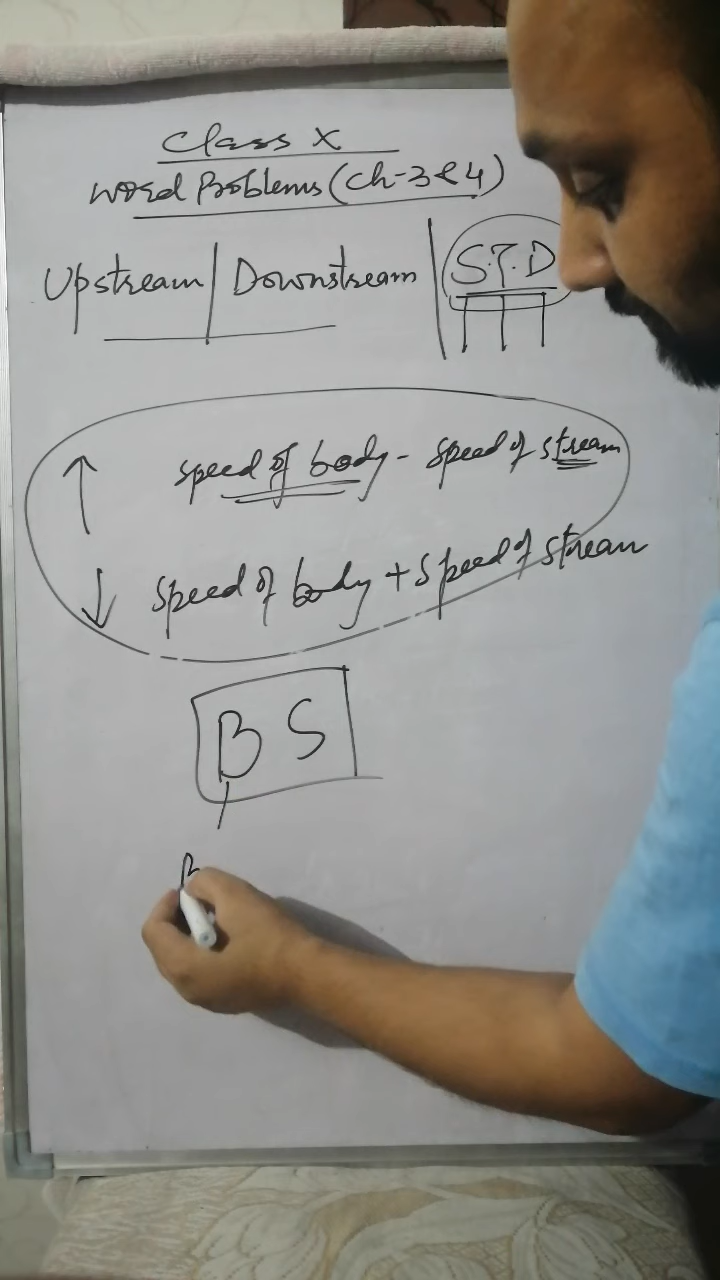 Class X
Word Problems (Ch-3 & 4)
Upstream | Downstream | S.T.D
↑ speed of body - speed of stream
↓ speed of body + speed of stream
B S
B